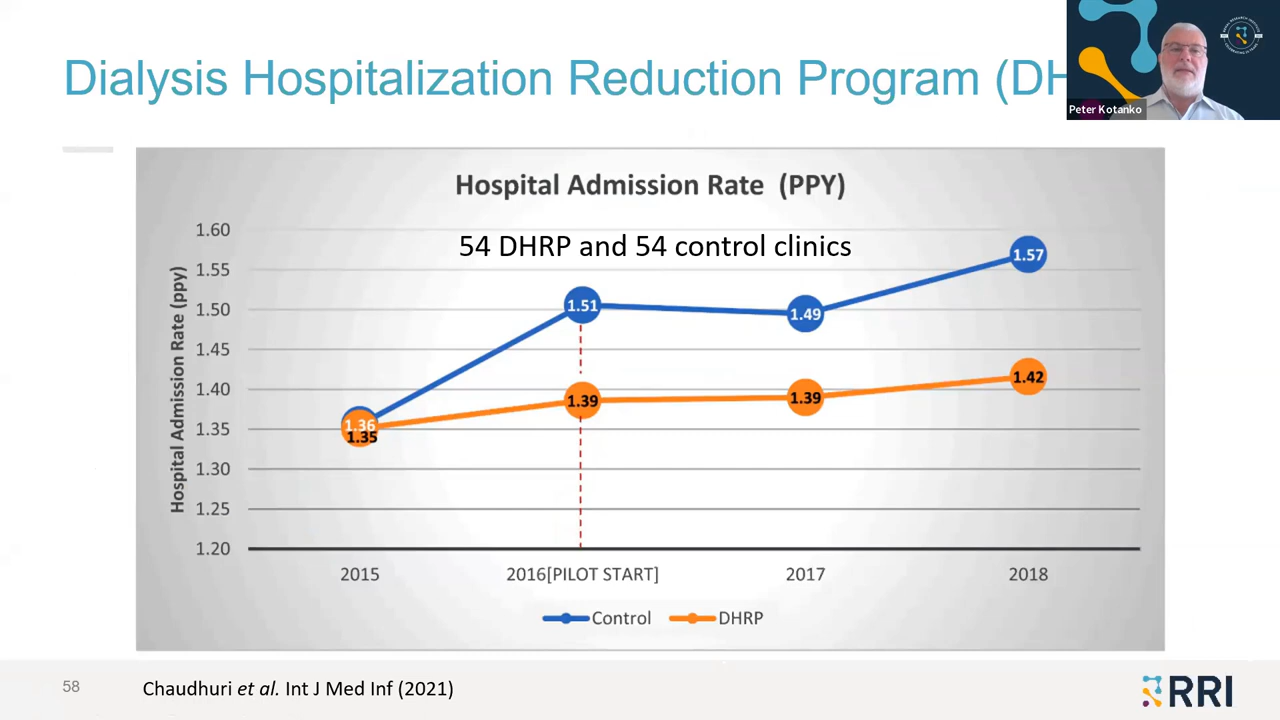 Dialysis Hospitalization Reduction Program (DH
Peter Kotanko
Hospital Admission Rate (PPY)
54 DHRP and 54 control clinics
Hospital Admission Rate (ppy)
1.60
1.55
1.50
1.45
1.40
1.35
1.30
1.25
1.20
1.36
1.35
1.51
1.39
1.49
1.39
1.57
1.42
2015
2016[PILOT START]
2017
2018
Control
DHRP
58
Chaudhuri et al. Int J Med Inf (2021)
RRI